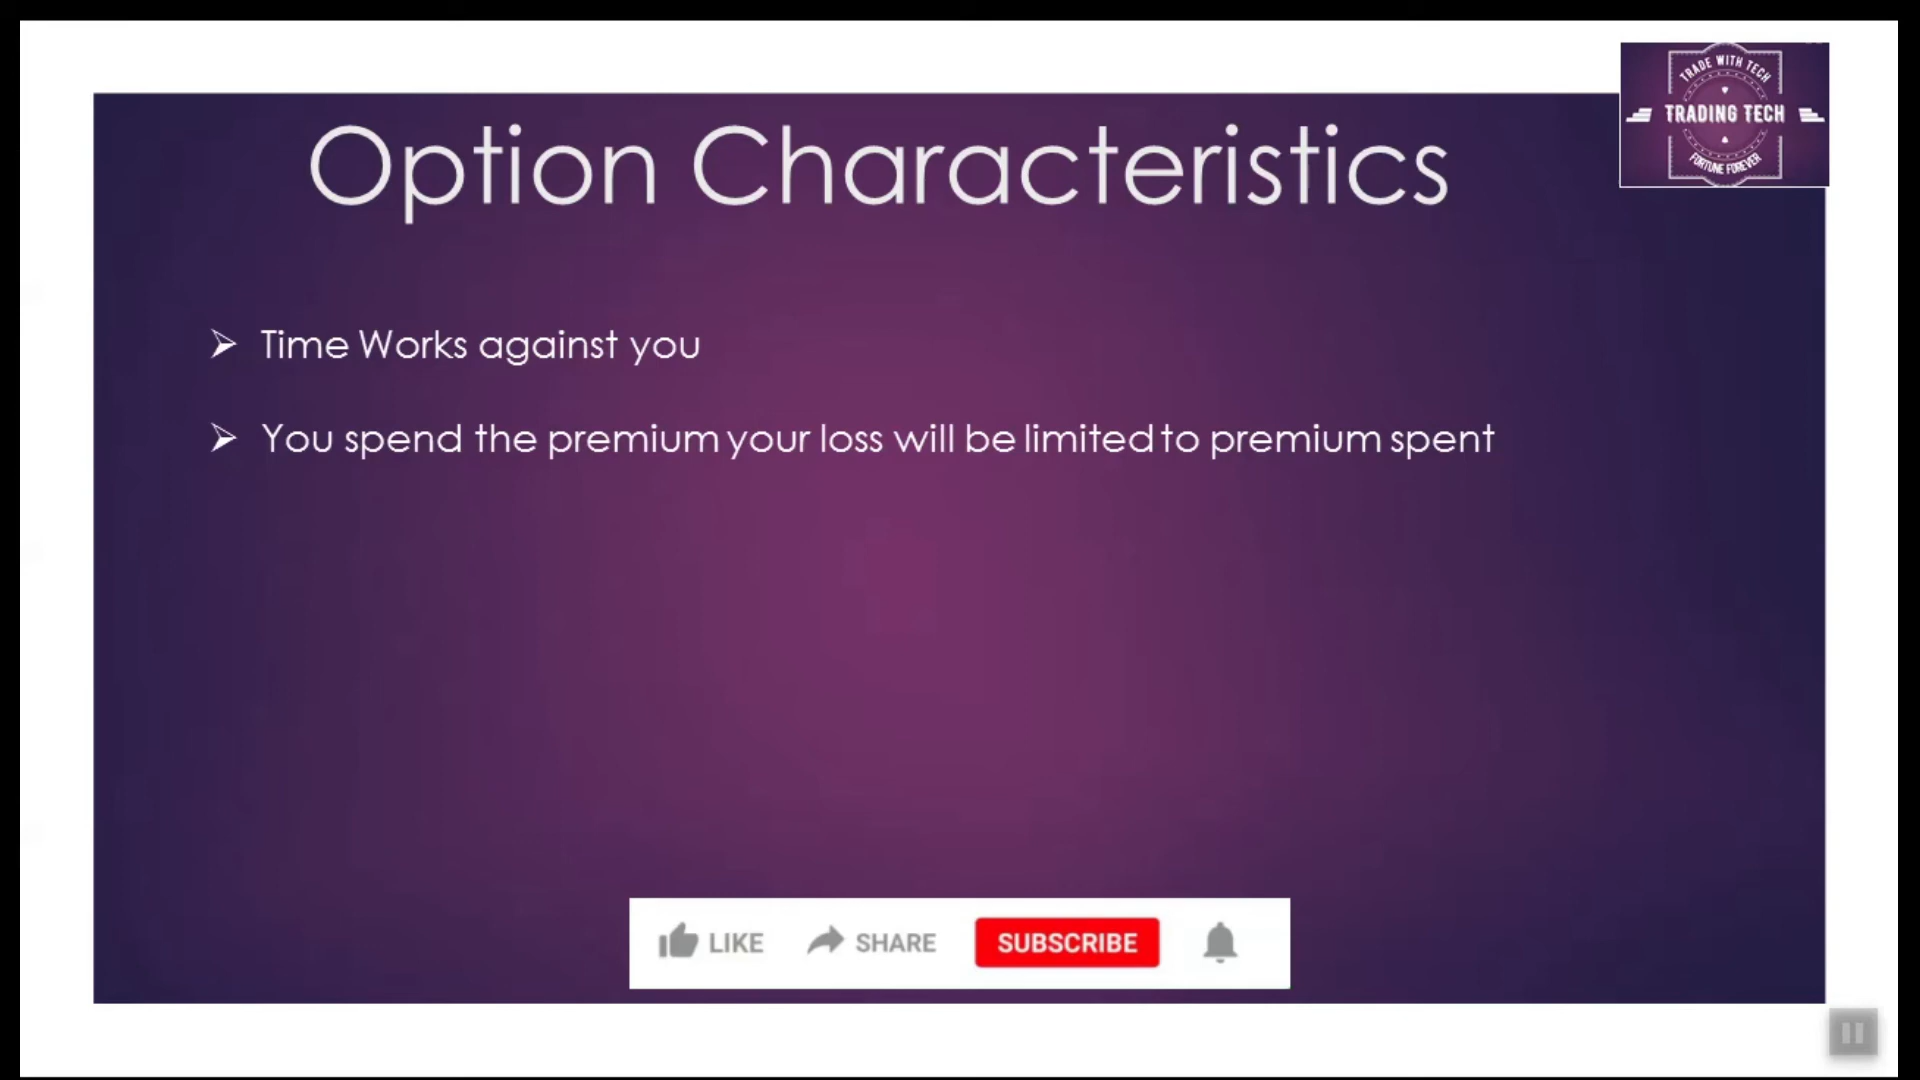 TRADE WITH TECH
TRADING TECH
FORTUNE FOREVER
Option Characteristics
Time Works against you
You spend the premium your loss will be limited to premium spent
LIKE SHARE SUBSCRIBE